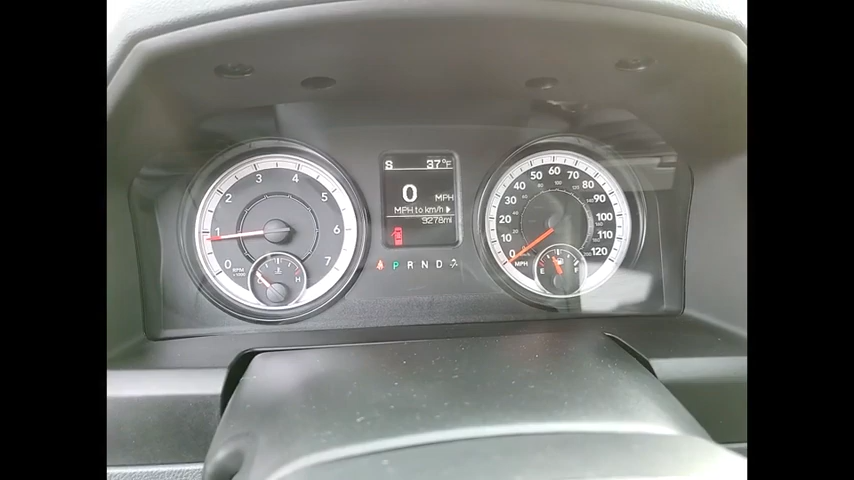 S 37°F
0 MPH
MPH to km/h
9278mi
P R N D
0 1 2 3 4 5 6 7
RPM
x1000
C H
0 10 20 30 40 50 60 70 80 90 100 110 120
MPH
E F